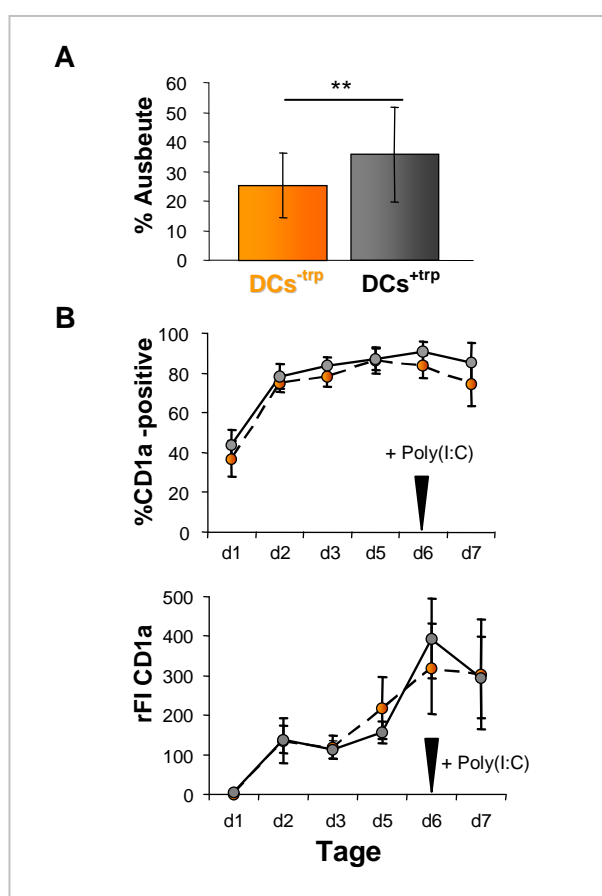 A
% Ausbeute
60
50
40
30
20
10
0
**
DCs-trp
DCs+trp
B
%CD1a -positive
100
80
60
40
20
0
+ Poly(I:C)
d1 d2 d3 d5 d6 d7
rFI CD1a
500
400
300
200
100
0
+ Poly(I:C)
d1 d2 d3 d5 d6 d7
Tage